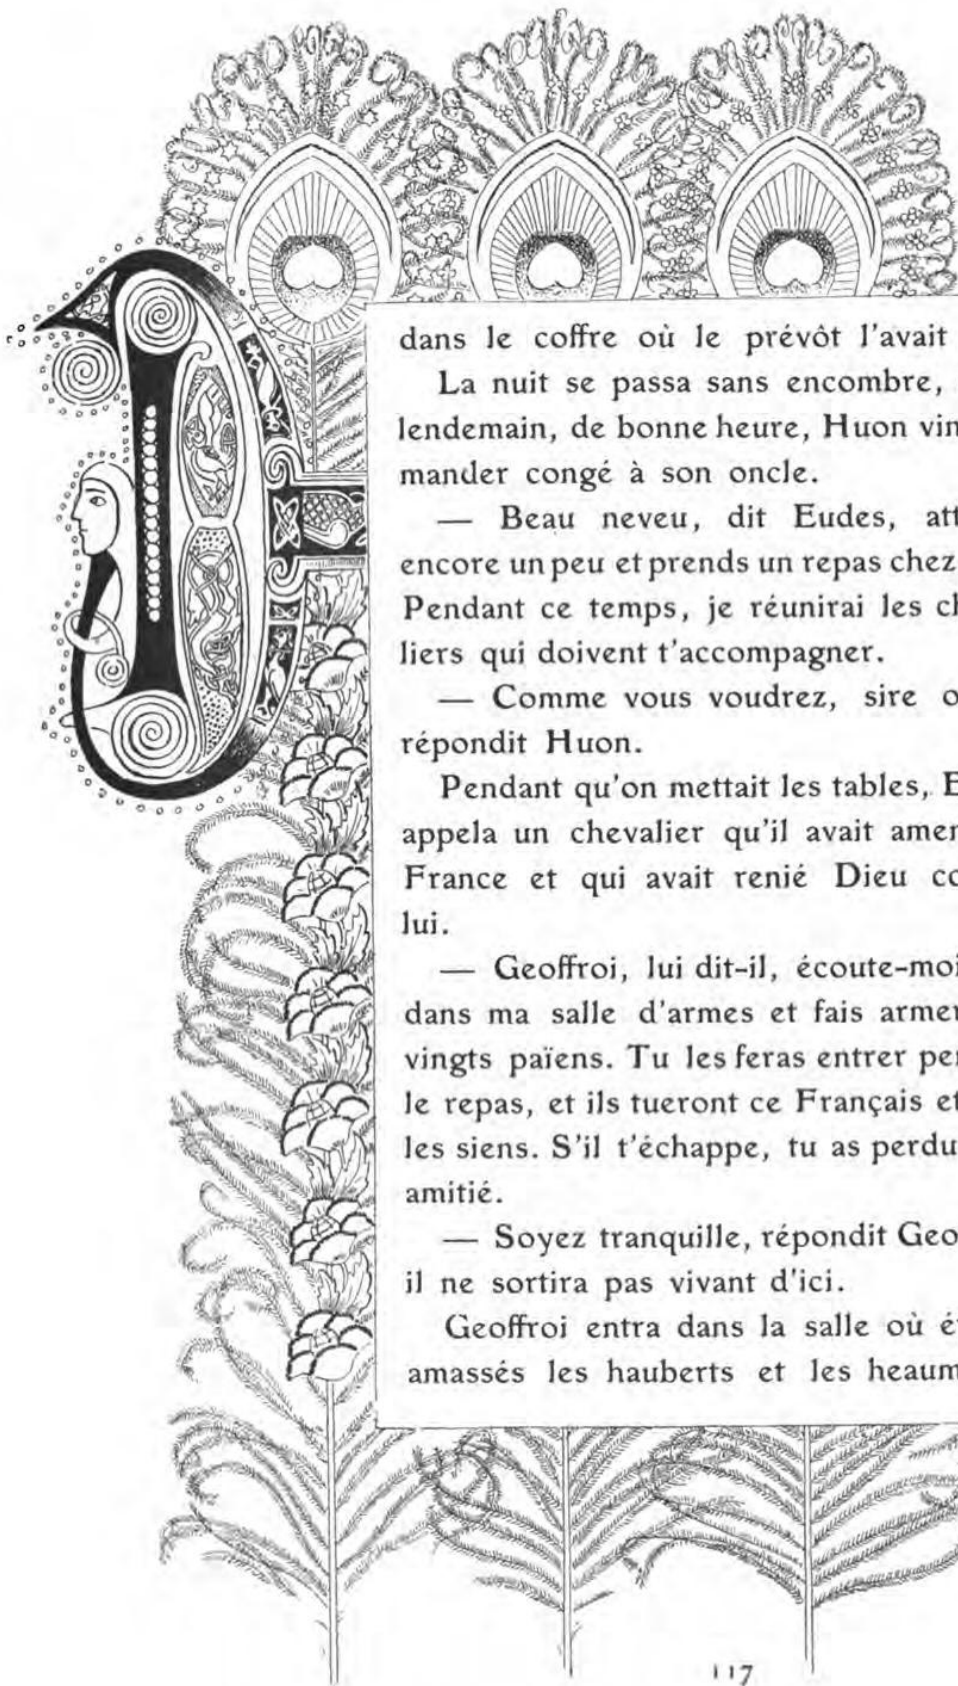 dans le coffre où le prévôt l'avait
La nuit se passa sans encombre,
lendemain, de bonne heure, Huon vin
mander congé à son oncle.
— Beau neveu, dit Eudes, att
encore un peu et prends un repas chez
Pendant ce temps, je réunirai les ch
liers qui doivent t'accompagner.
— Comme vous voudrez, sire o
répondit Huon.
Pendant qu'on mettait les tables, E
appela un chevalier qu'il avait amen
France et qui avait renié Dieu co
lui.
— Geoffroi, lui dit-il, écoute-moi
dans ma salle d'armes et fais armer
vingts païens. Tu les feras entrer pen
le repas, et ils tueront ce Français et
les siens. S'il t'échappe, tu as perdu
amitié.
— Soyez tranquille, répondit Geo
il ne sortira pas vivant d'ici.
Geoffroi entra dans la salle où ét
amassés les hauberts et les heaum
117